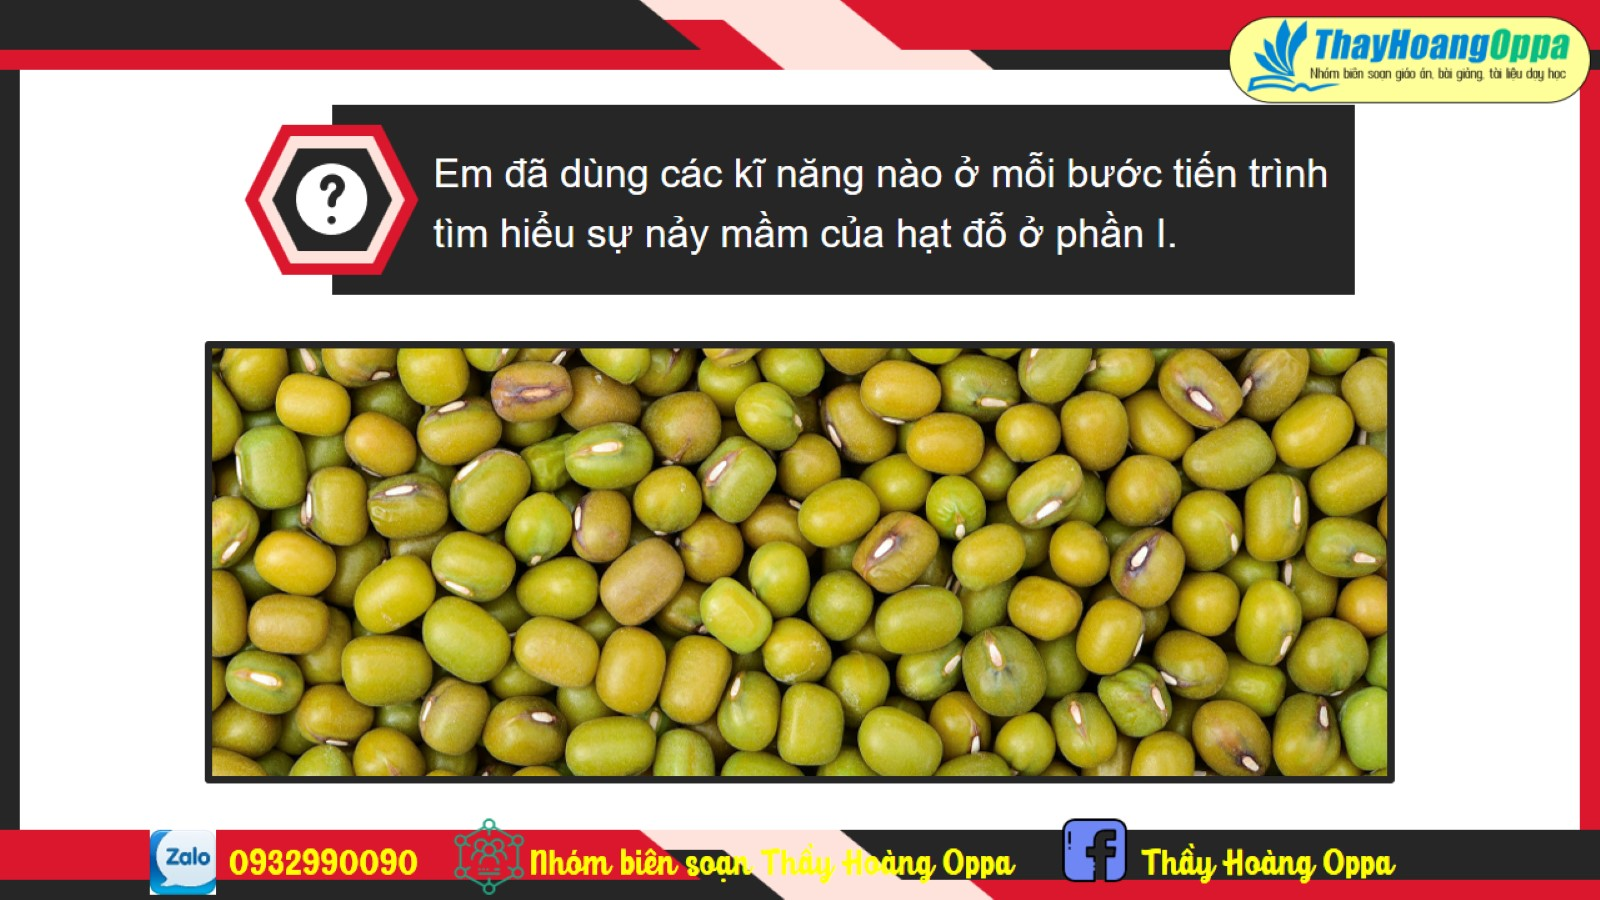 ThayHoangOppa
Nhóm biên soạn giáo án, bài giảng, tài liệu dạy học
?
Em đã dùng các kĩ năng nào ở mỗi bước tiến trình
tìm hiểu sự nảy mầm của hạt đỗ ở phần I.
Zalo
0932990090
Nhóm biên soạn Thầy Hoàng Oppa
f
Thầy Hoàng Oppa